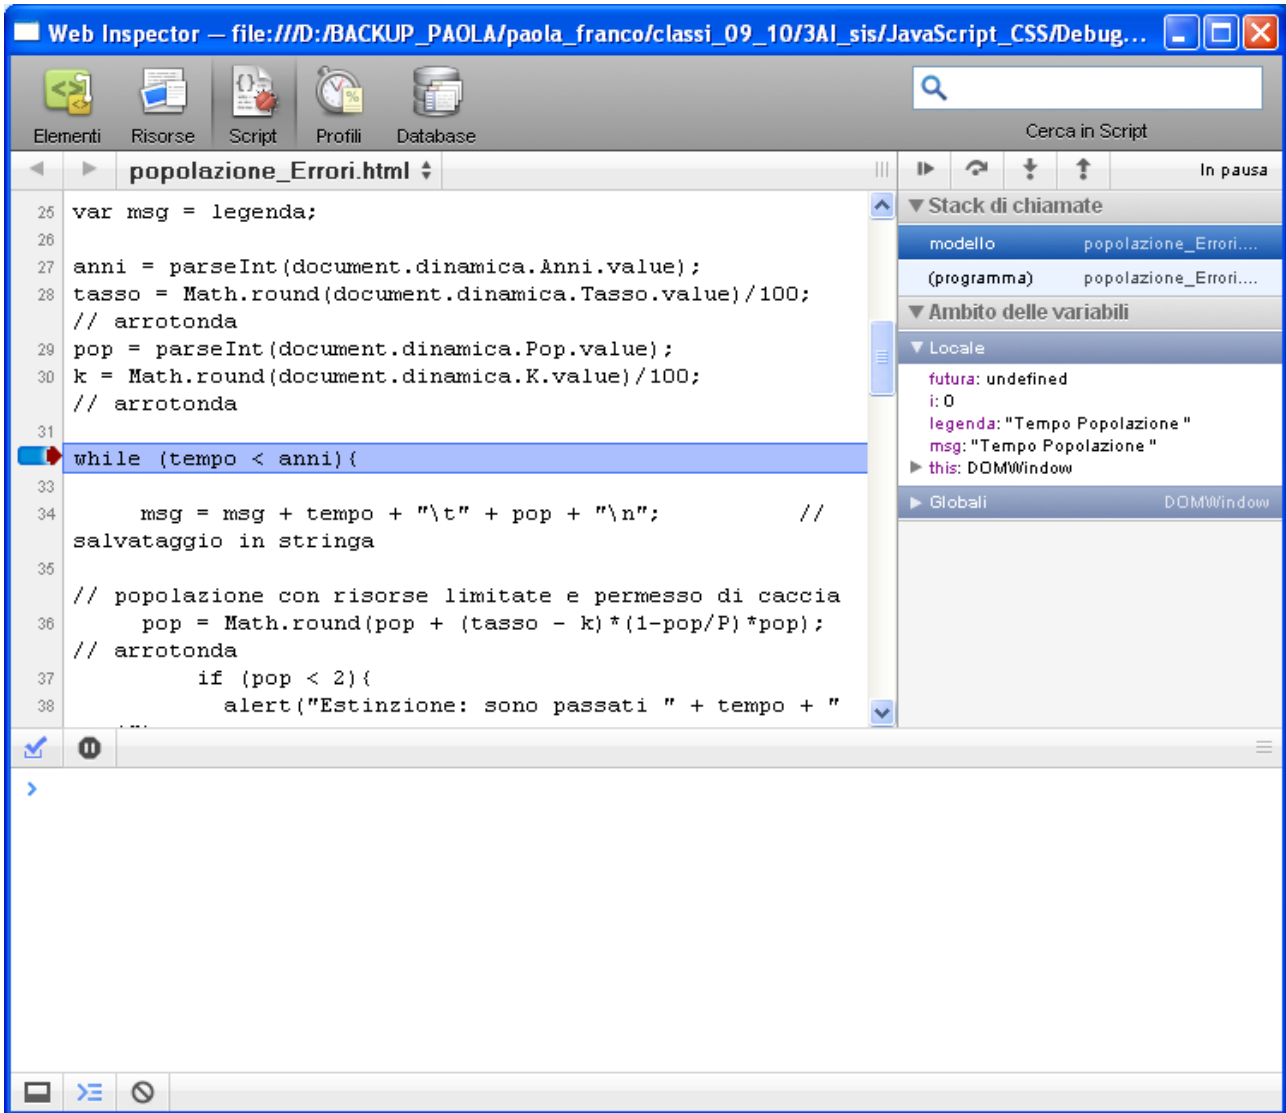 Web Inspector — file:///D:/BACKUP_PAOLA/paola_franco/classi_09_10/3AI_sis/JavaScript_CSS/Debug...
Elementi Risorse Script Profili Database
Cerca in Script
popolazione_Errori.html
In pausa
25 var msg = legenda;
26
27 anni = parseInt(document.dinamica.Anni.value);
28 tasso = Math.round(document.dinamica.Tasso.value)/100;
// arrotonda
29 pop = parseInt(document.dinamica.Pop.value);
30 k = Math.round(document.dinamica.K.value)/100;
// arrotonda
31
while (tempo < anni){
33
34 msg = msg + tempo + "\t" + pop + "\n"; //
salvataggio in stringa
35
// popolazione con risorse limitate e permesso di caccia
36 pop = Math.round(pop + (tasso - k)*(1-pop/P)*pop);
// arrotonda
37 if (pop < 2){
38 alert("Estinzione: sono passati " + tempo + "
Stack di chiamate
modello popolazione_Errori....
(programma) popolazione_Errori....
Ambito delle variabili
Locale
futura: undefined
i: 0
legenda: "Tempo Popolazione "
msg: "Tempo Popolazione "
this: DOMWindow
Globali DOMWindow